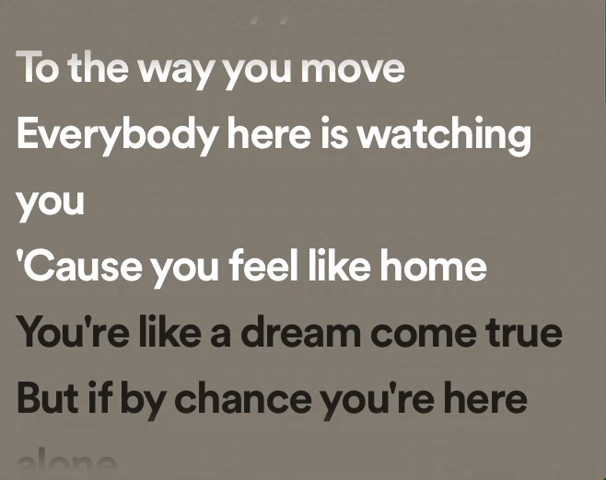 To the way you move
Everybody here is watching
you
'Cause you feel like home
You're like a dream come true
But if by chance you're here
alone